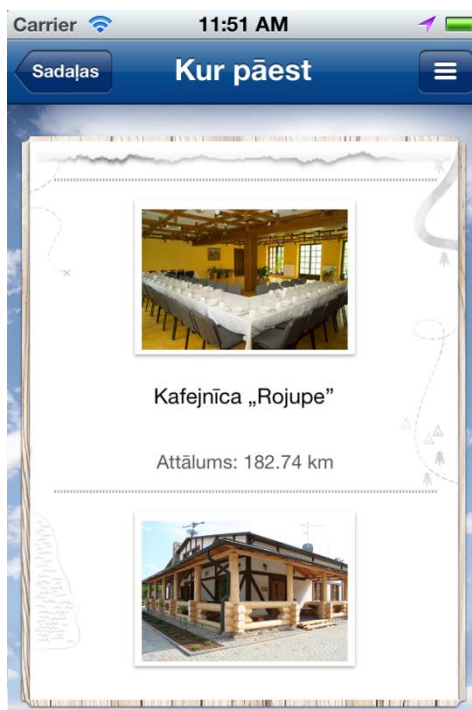 Carrier 11:51 AM
Sadaļas Kur pāest
Kafejnīca „Rojupe”
Attālums: 182.74 km